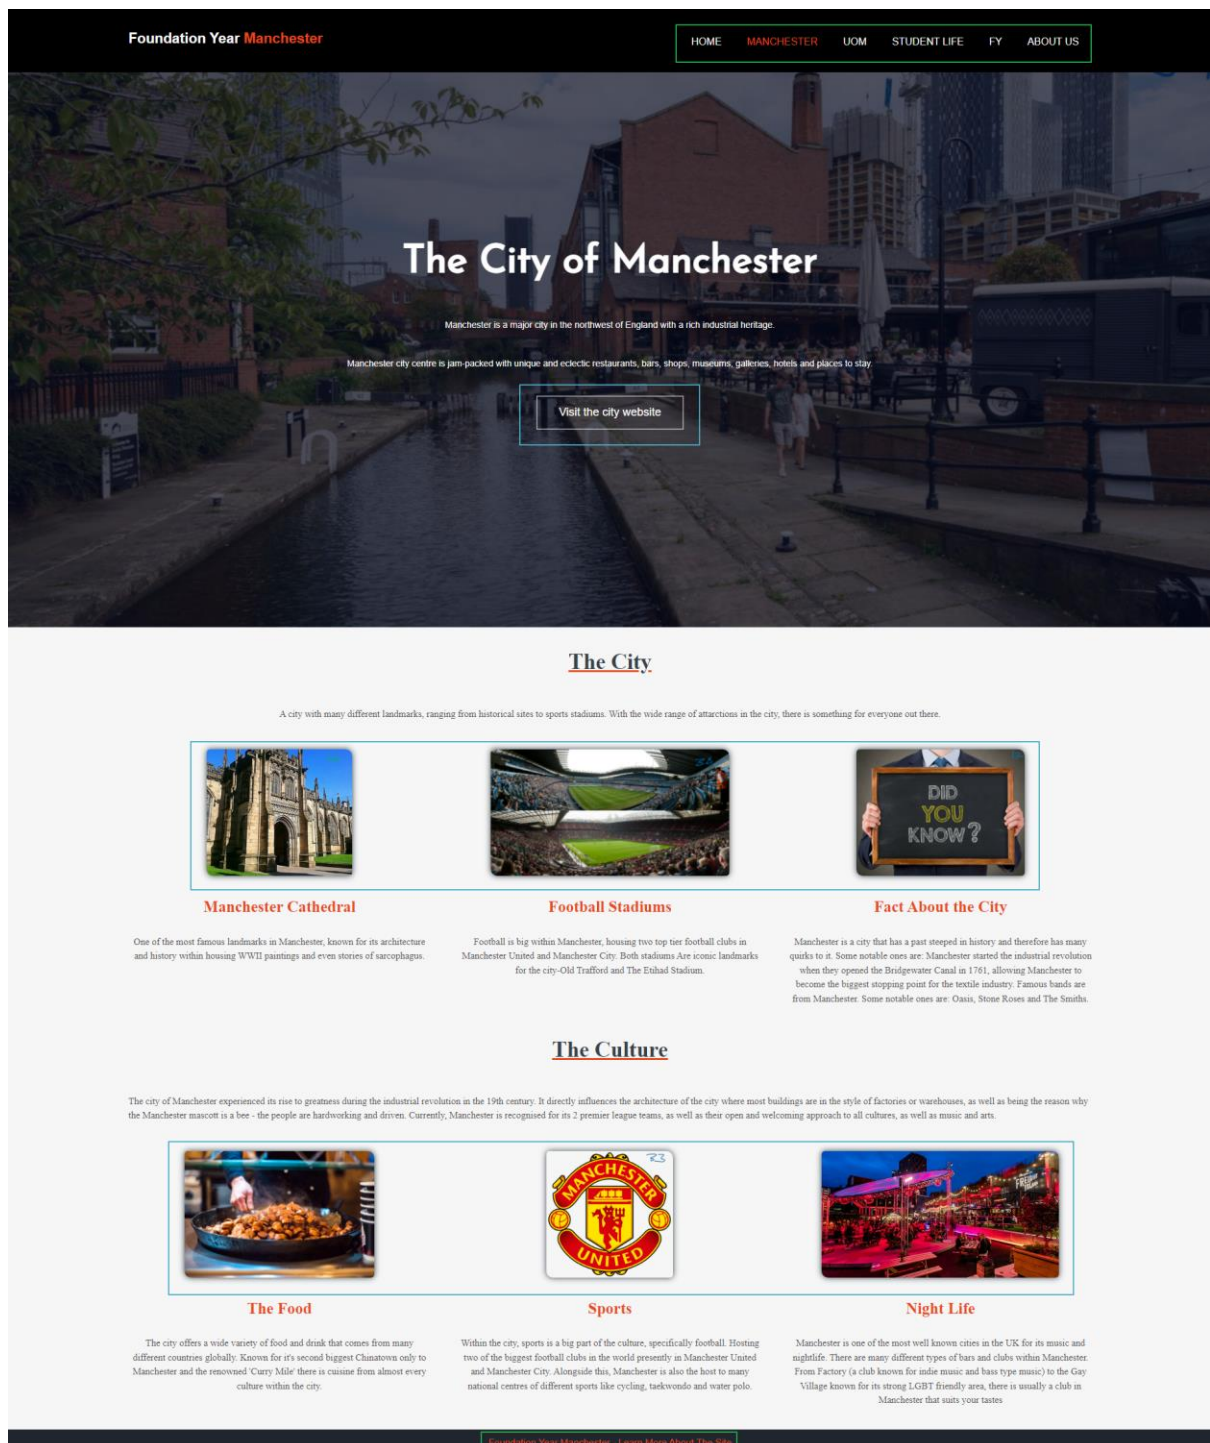 Foundation Year Manchester
HOME MANCHESTER UOM STUDENT LIFE FY ABOUT US
The City of Manchester
Manchester is a major city in the northwest of England with a rich industrial heritage.
Manchester city centre is jam-packed with unique and eclectic restaurants, bars, shops, museums, galleries, hotels and places to stay.
Visit the city website
The City
A city with many different landmarks, ranging from historical sites to sports stadiums. With the wide range of attarctions in the city, there is something for everyone out there.
DID
YOU
KNOW?
Manchester Cathedral
One of the most famous landmarks in Manchester, known for its architecture
and history within housing WWII paintings and even stories of sarcophagus.
Football Stadiums
Football is big within Manchester, housing two top tier football clubs in
Manchester United and Manchester City. Both stadiums Are iconic landmarks
for the city-Old Trafford and The Etihad Stadium.
Fact About the City
Manchester is a city that has a past steeped in history and therefore has many
quirks to it. Some notable ones are: Manchester started the industrial revolution
when they opened the Bridgewater Canal in 1761, allowing Manchester to
become the biggest stopping point for the textile industry. Famous bands are
from Manchester. Some notable ones are: Oasis, Stone Roses and The Smiths.
The Culture
The city of Manchester experienced its rise to greatness during the industrial revolution in the 19th century. It directly influences the architecture of the city where most buildings are in the style of factories or warehouses, as well as being the reason why
the Manchester mascott is a bee - the people are hardworking and driven. Currently, Manchester is recognised for its 2 premier league teams, as well as their open and welcoming approach to all cultures, as well as music and arts.
MANCHESTER
UNITED
The Food
The city offers a wide variety of food and drink that comes from many
different countries globally. Known for it's second biggest Chinatown only to
Manchester and the renowned 'Curry Mile' there is cuisine from almost every
culture within the city.
Sports
Within the city, sports is a big part of the culture, specifically football. Hosting
two of the biggest football clubs in the world presently in Manchester United
and Manchester City. Alongside this, Manchester is also the host to many
national centres of different sports like cycling, taekwondo and water polo.
Night Life
Manchester is one of the most well known cities in the UK for its music and
nightlife. There are many different types of bars and clubs within Manchester.
From Factory (a club known for indie music and bass type music) to the Gay
Village known for its strong LGBT friendly area, there is usually a club in
Manchester that suits your tastes
Foundation Year Manchester - Learn More About The Site